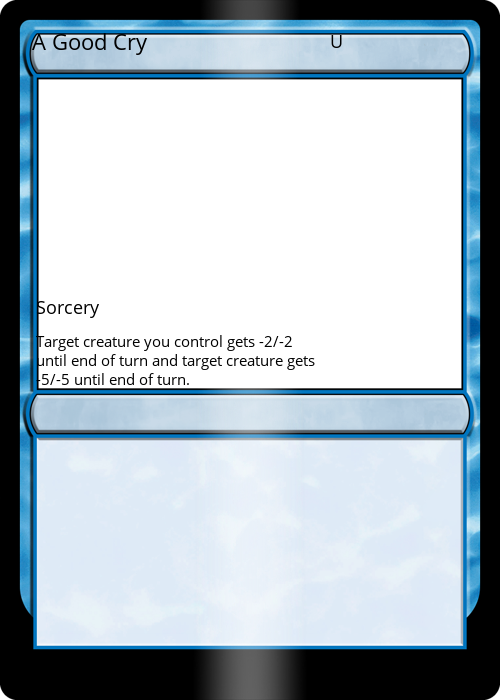 A Good Cry U
Sorcery
Target creature you control gets -2/-2
until end of turn and target creature gets
-5/-5 until end of turn.